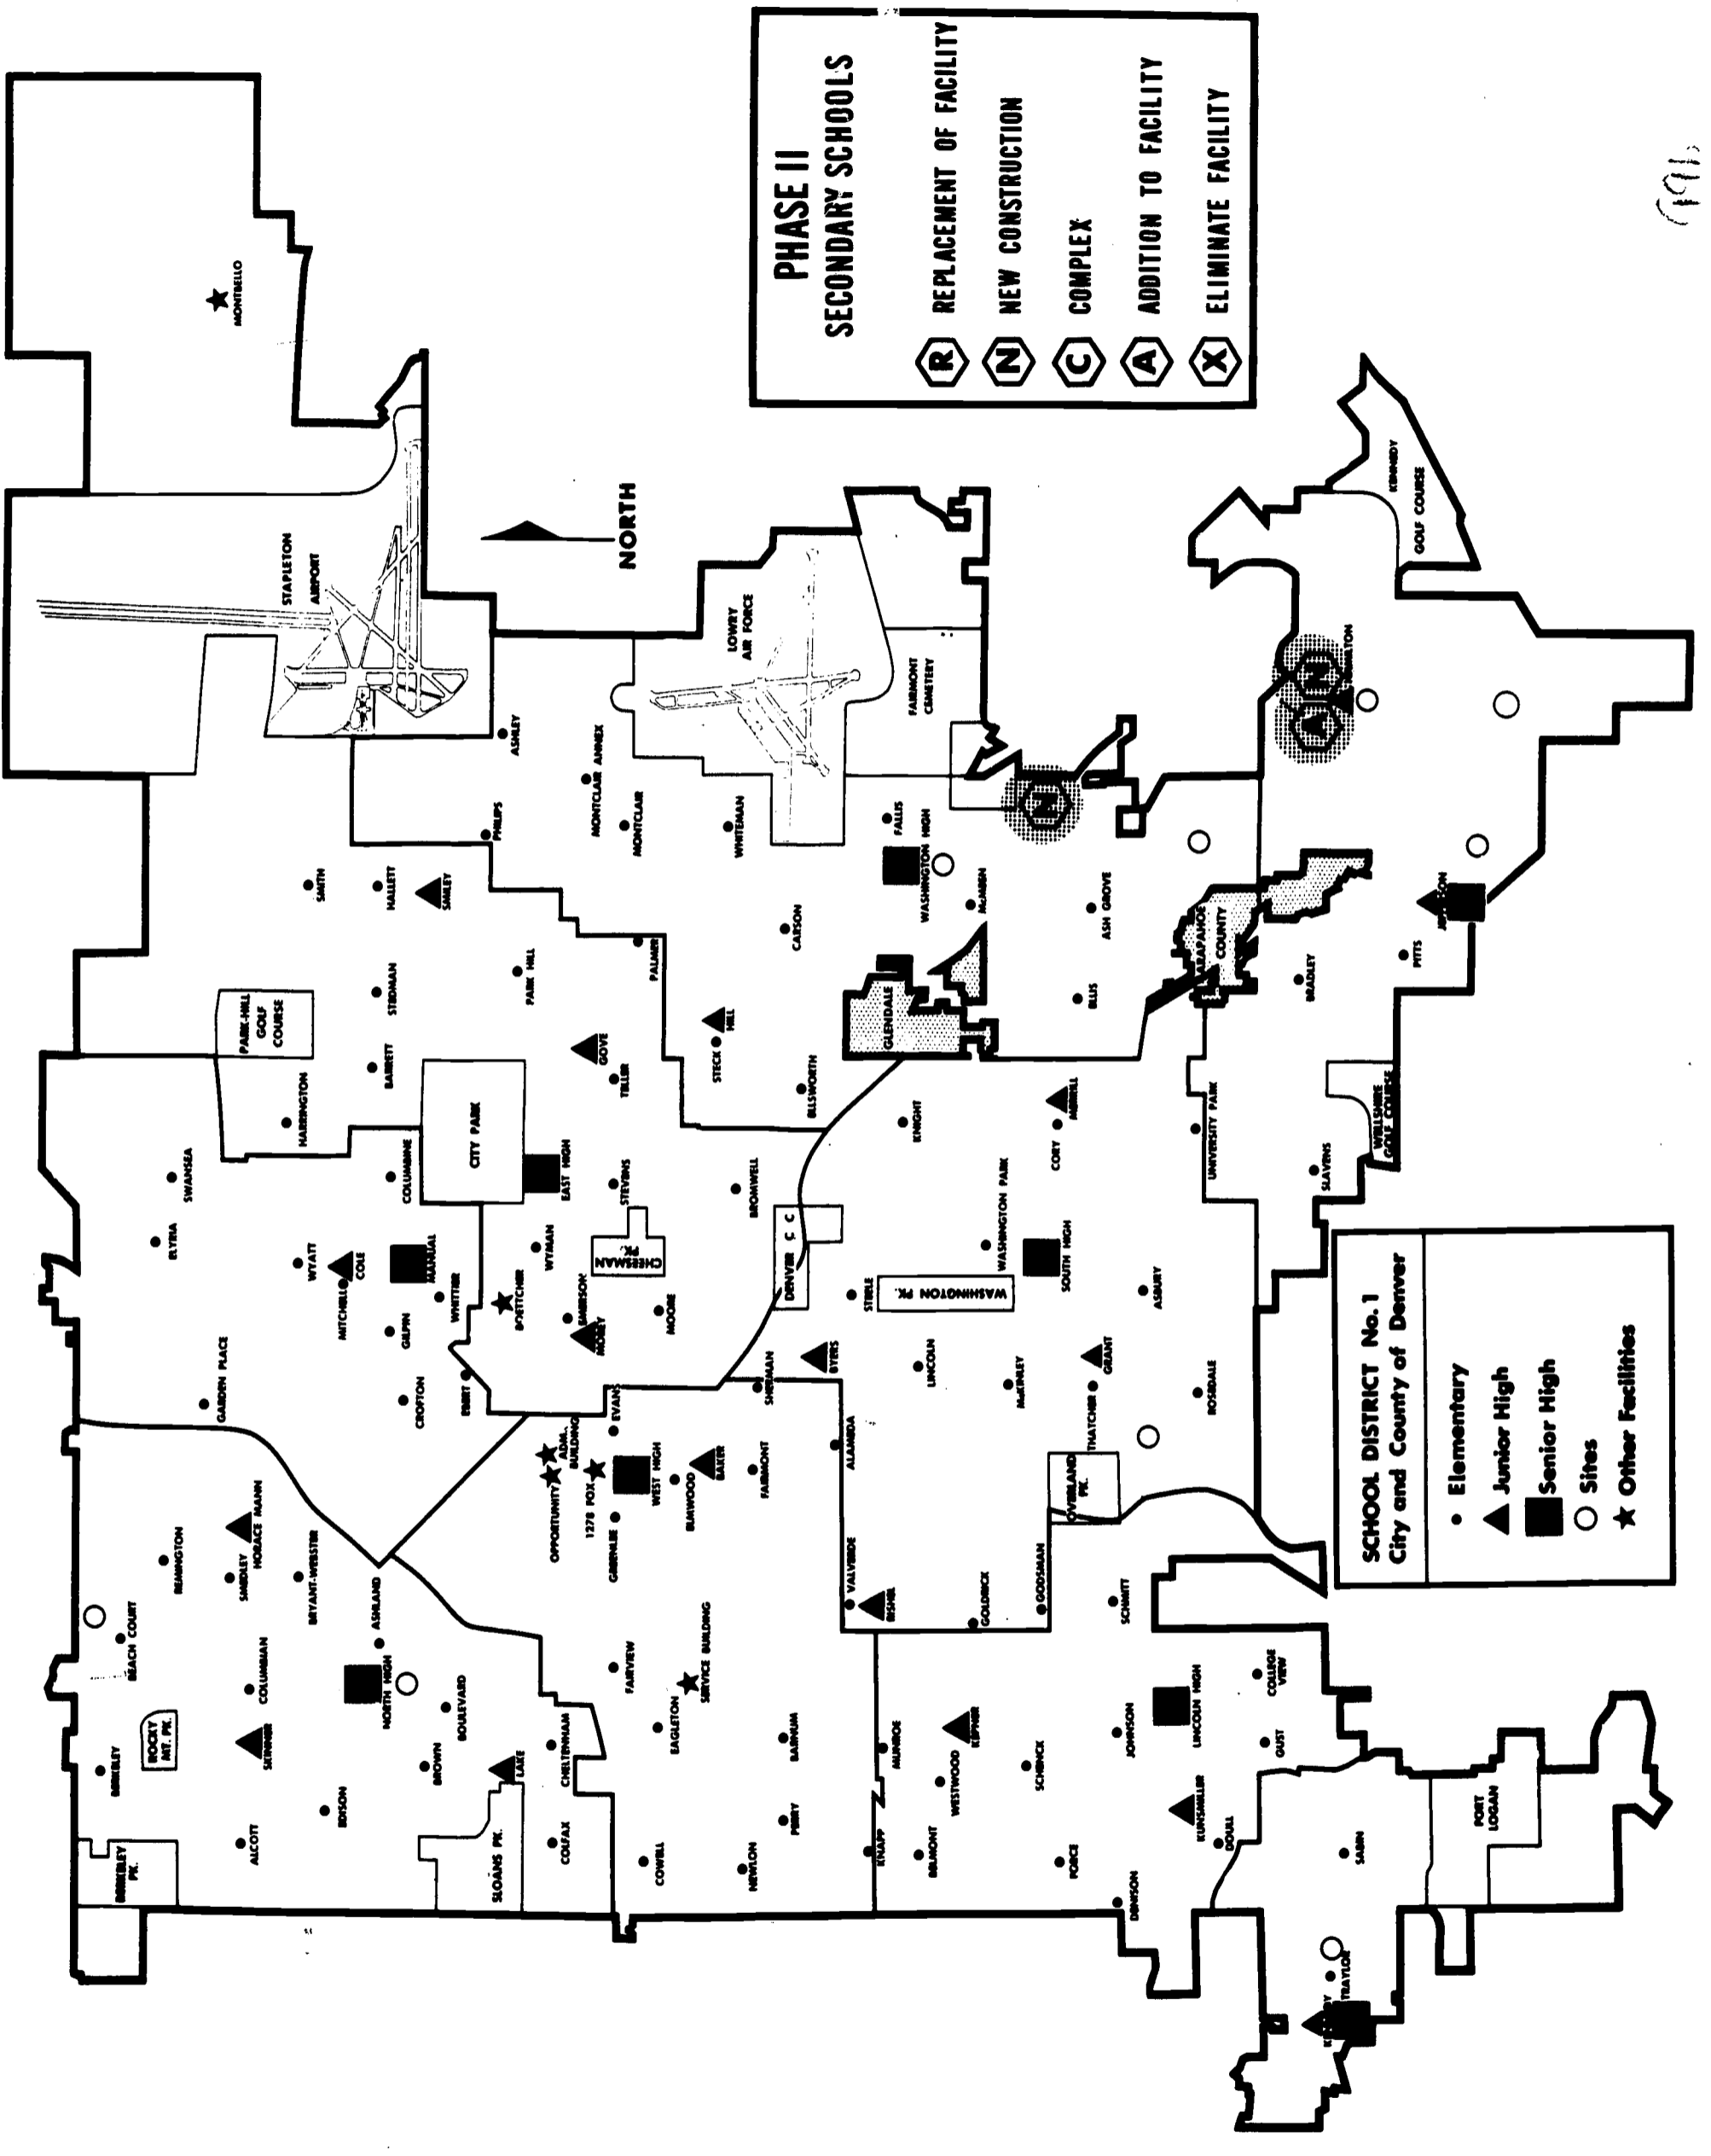 PHASE II
SECONDARY SCHOOLS
R REPLACEMENT OF FACILITY
N NEW CONSTRUCTION
C COMPLEX
A ADDITION TO FACILITY
X ELIMINATE FACILITY
MONTBELLO
STAPLETON
AIRPORT
NORTH
LOWRY
AIR FORCE
FAIRMONT
CEMETERY
KENNEDY
GOLF COURSE
A
N
HAMILTON
N
ASHLEY
PHILIPS
MONTCLAIR ANNEX
MONTCLAIR
WHITEMAN
FALLIS
WASHINGTON HIGH
McMEEN
ASH GROVE
ELLIS
CARSON
SMITH
HALLETT
SMILEY
STEDMAN
PARK HILL
PALMER
PARK-HILL
GOLF
COURSE
BARRETT
HARRINGTON
GOVE
TELLER
STECK
HILL
ELLSWORTH
GLENDALE
ARAPAHOE
COUNTY
BRADLEY
PITTS
SLAVENS
WELLSHIRE
GOLF COURSE
UNIVERSITY PARK
KNIGHT
CORY
MERRILL
CITY PARK
EAST HIGH
STEVENS
BROMWELL
COLUMBINE
SWANSEA
ELYRIA
WYATT
COLE
MITCHELL
MANUAL
WHITTIER
GILPIN
CROFTON
EBERT
GARDEN PLACE
WYMAN
BOETTCHER
EMERSON
MOREY
MOORE
CHEESMAN
PK.
DENVER C C
STEELE
WASHINGTON PK.
WASHINGTON PARK
SOUTH HIGH
ASBURY
BYERS
SHERMAN
LINCOLN
McKINLEY
GRANT
THATCHER
ROSEDALE
OVERLAND
PK.
ALAMEDA
EVANS
ADM.
BUILDING
OPPORTUNITY
1278 FOX
WEST HIGH
ELMWOOD
BAKER
FAIRMONT
GREENLEE
REMINGTON
SMEDLEY
HORACE MANN
BRYANT-WEBSTER
ASHLAND
BEACH COURT
COLUMBIAN
NORTH HIGH
BOULEVARD
BROWN
LAKE
SKINNER
ROCKY
MT. PK.
BERKELEY
BERKELEY
PK.
ALCOTT
EDISON
SLOANS PK.
COLFAX
CHELTENHAM
FAIRVIEW
SERVICE BUILDING
EAGLETON
BARNUM
PERRY
COWELL
NEWLON
KNAPP
MUNROE
VALVERDE
RISHEL
GOLDRICK
GODSMAN
SCHMITT
WESTWOOD
KEPNER
BELMONT
SCHENCK
FORCE
JOHNSON
LINCOLN HIGH
COLLEGE
VIEW
GUST
KUNSMILLER
DOULL
DENISON
SABIN
FORT
LOGAN
TRAYLOR
SCHOOL DISTRICT No. 1
City and County of Denver
Elementary
Junior High
Senior High
Sites
Other Facilities